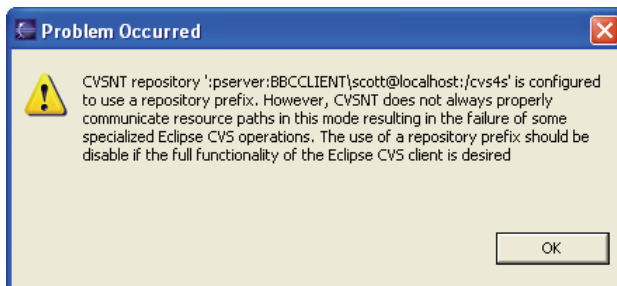 Problem Occurred
CVSNT repository ':pserver:BBCCLIENT\scott@localhost:/cvs4s' is configured
to use a repository prefix. However, CVSNT does not always properly
communicate resource paths in this mode resulting in the failure of some
specialized Eclipse CVS operations. The use of a repository prefix should be
disable if the full functionality of the Eclipse CVS client is desired
OK